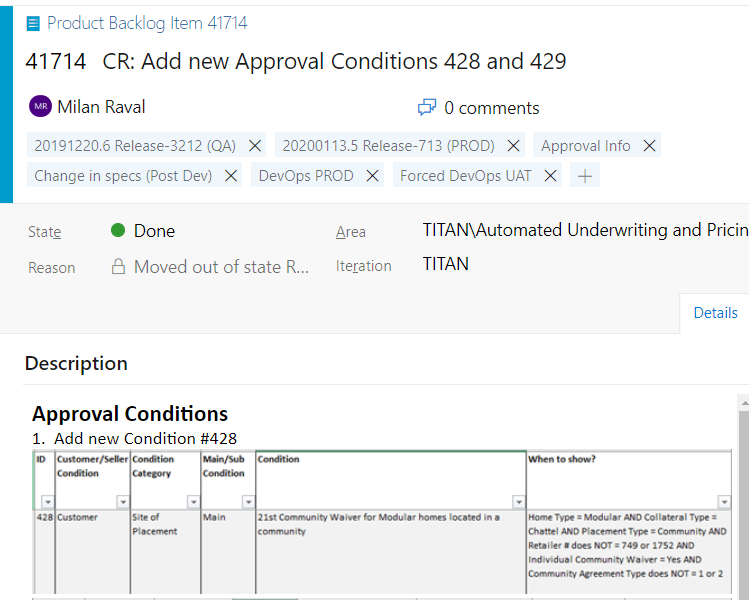 Product Backlog Item 41714
41714 CR: Add new Approval Conditions 428 and 429
MR Milan Raval
0 comments
20191220.6 Release-3212 (QA)
20200113.5 Release-713 (PROD)
Approval Info
Change in specs (Post Dev)
DevOps PROD
Forced DevOps UAT
State
Done
Area
TITAN\Automated Underwriting and Pricin
Reason
Moved out of state R...
Iteration
TITAN
Details
Description
Approval Conditions
1. Add new Condition #428
ID
Customer/Seller
Condition
Condition
Category
Main/Sub
Condition
Condition
When to show?
428
Customer
Site of
Placement
Main
21st Community Waiver for Modular homes located in a
community
Home Type = Modular AND Collateral Type =
Chattel AND Placement Type = Community AND
Retailer # does NOT = 749 or 1752 AND
Individual Community Waiver = Yes AND
Community Agreement Type does NOT = 1 or 2